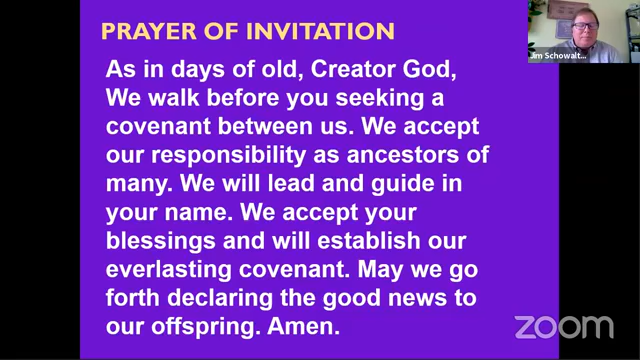 PRAYER OF INVITATION
As in days of old, Creator God,
We walk before you seeking a
covenant between us. We accept
our responsibility as ancestors of
many. We will lead and guide in
your name. We accept your
blessings and will establish our
everlasting covenant. May we go
forth declaring the good news to
our offspring. Amen.
Jim Schowalt...
zoom